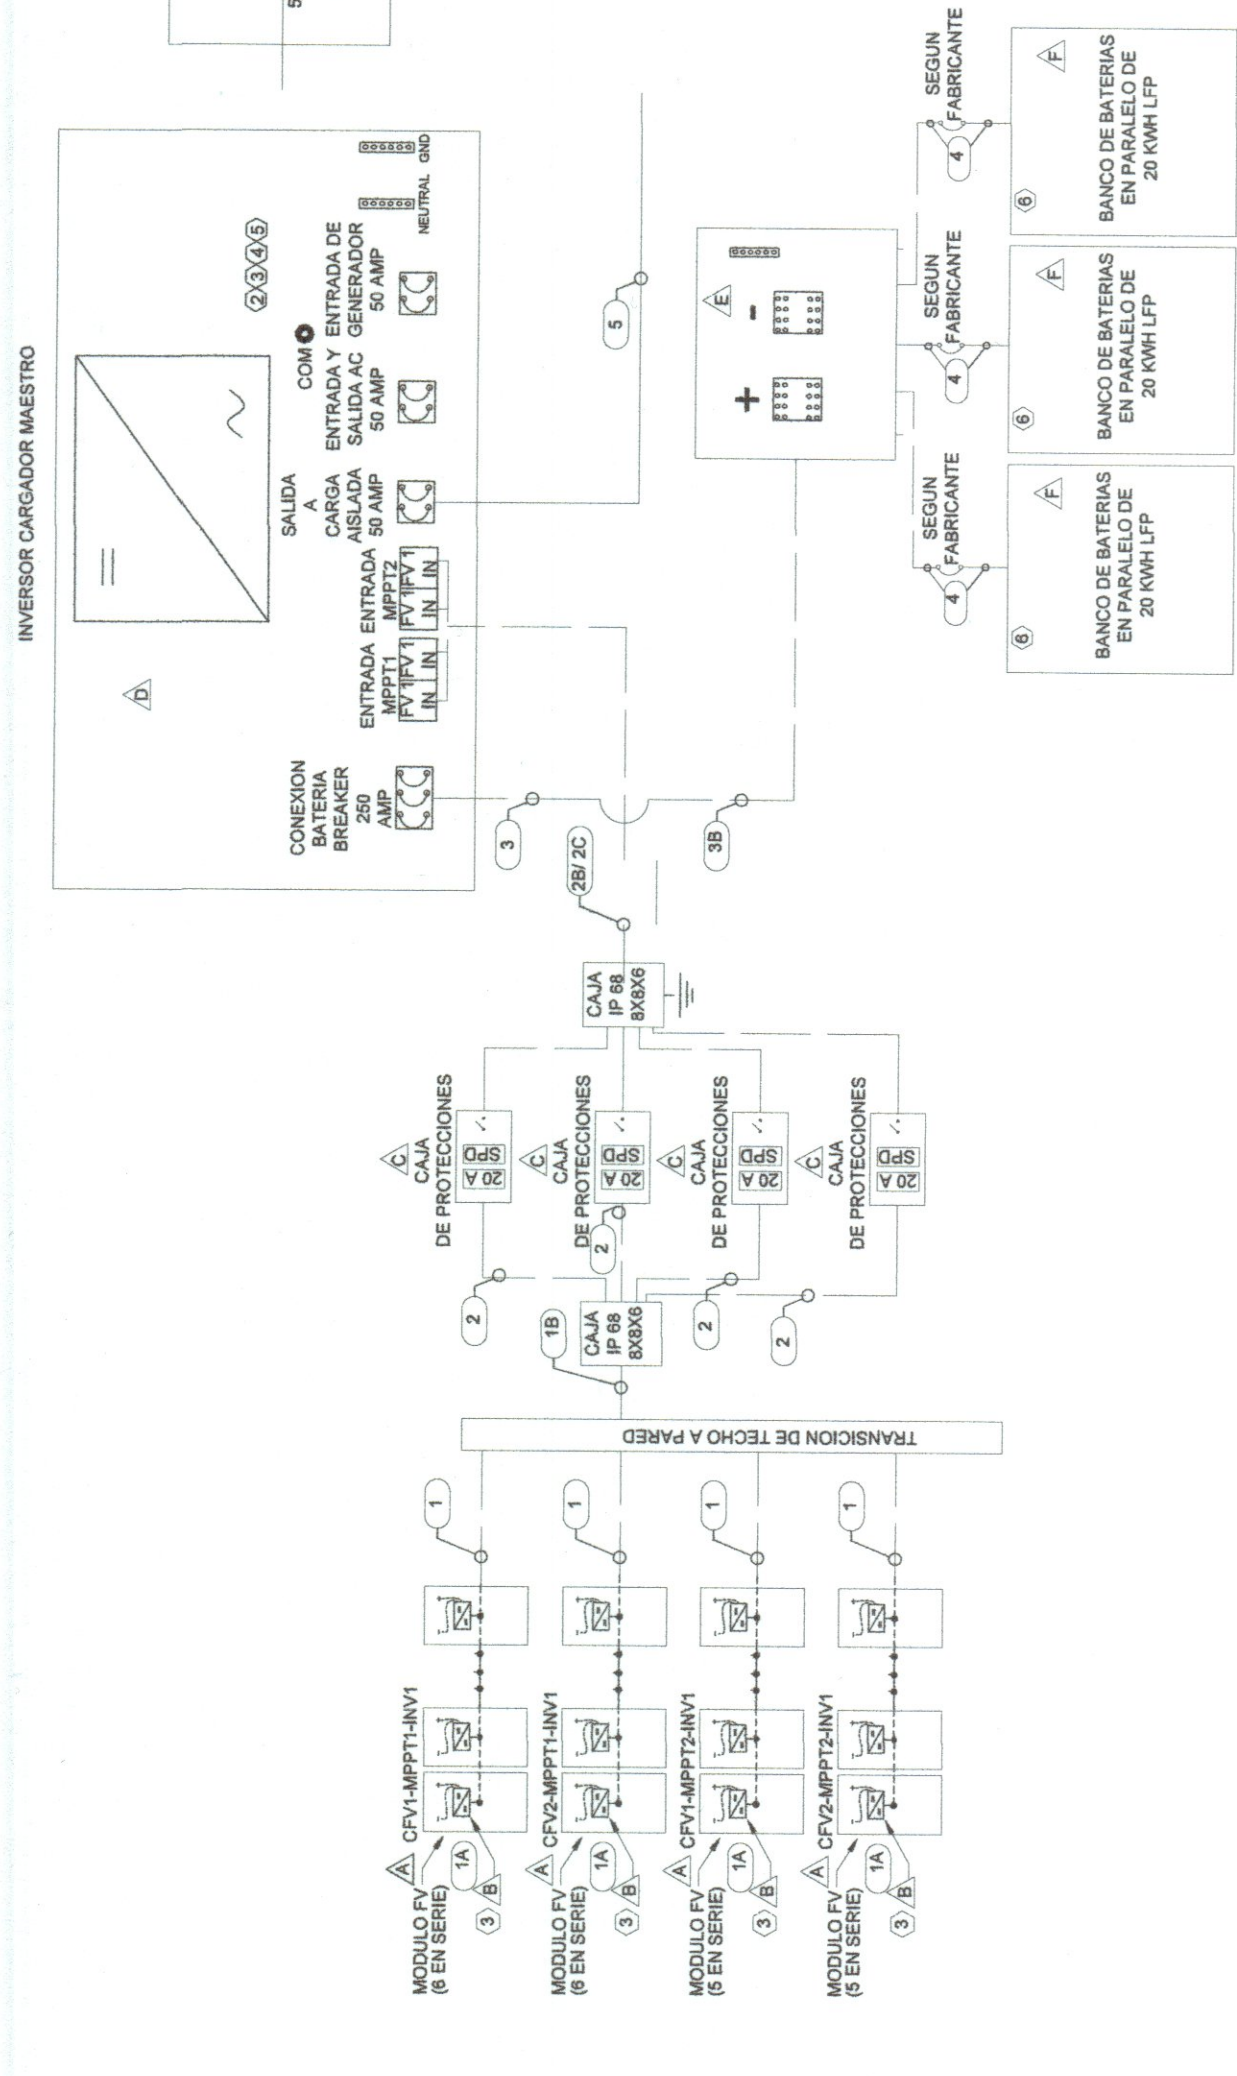 INVERSOR CARGADOR MAESTRO
5
D
2 3 4 5
COM
CONEXION
BATERIA
BREAKER
250
AMP
ENTRADA
MPPT1
FV 1 FV 1
IN IN
ENTRADA
MPPT2
FV 1 FV 1
IN IN
SALIDA
A
CARGA
AISLADA
50 AMP
ENTRADA Y
SALIDA AC
50 AMP
ENTRADA DE
GENERADOR
50 AMP
NEUTRAL
GND
A
CFV1-MPPT1-INV1
MODULO FV
(6 EN SERIE)
1A
B
3
1
A
CFV2-MPPT1-INV1
MODULO FV
(6 EN SERIE)
1A
B
3
1
A
CFV1-MPPT2-INV1
MODULO FV
(5 EN SERIE)
1A
B
3
1
A
CFV2-MPPT2-INV1
MODULO FV
(5 EN SERIE)
1A
B
3
1
TRANSICION DE TECHO A PARED
1B
CAJA
IP 68
8X8X6
2
2
2
2
C
CAJA
DE PROTECCIONES
20 A
SPD
C
CAJA
DE PROTECCIONES
20 A
SPD
C
CAJA
DE PROTECCIONES
20 A
SPD
C
CAJA
DE PROTECCIONES
20 A
SPD
CAJA
IP 68
8X8X6
2B/ 2C
3
3B
5
E
+
-
SEGUN
FABRICANTE
4
6
F
BANCO DE BATERIAS
EN PARALELO DE
20 KWH LFP
SEGUN
FABRICANTE
4
6
F
BANCO DE BATERIAS
EN PARALELO DE
20 KWH LFP
SEGUN
FABRICANTE
4
6
F
BANCO DE BATERIAS
EN PARALELO DE
20 KWH LFP